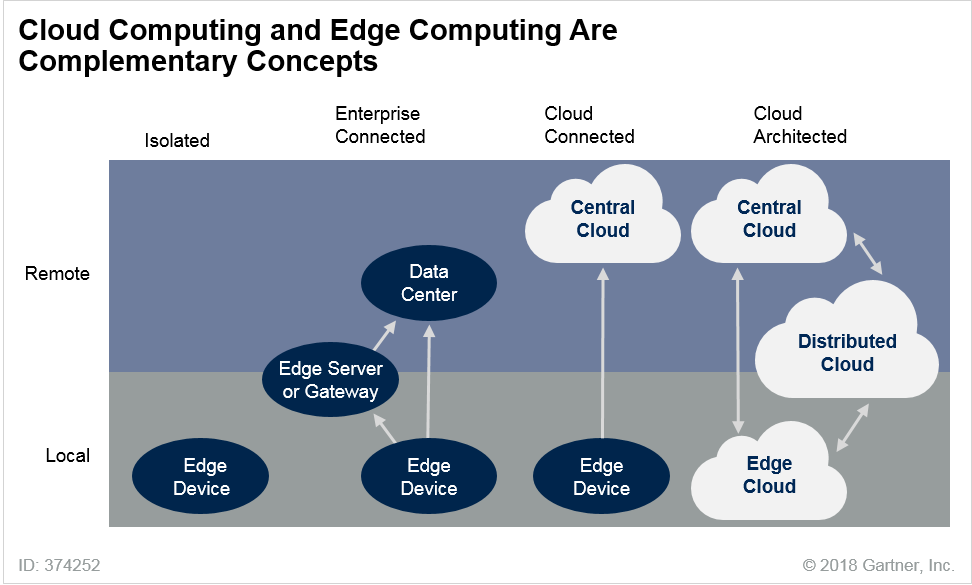 Cloud Computing and Edge Computing Are
Complementary Concepts
Isolated
Enterprise
Connected
Cloud
Connected
Cloud
Architected
Remote
Local
Edge
Device
Data
Center
Edge Server
or Gateway
Edge
Device
Central
Cloud
Edge
Device
Central
Cloud
Distributed
Cloud
Edge
Cloud
ID: 374252
© 2018 Gartner, Inc.